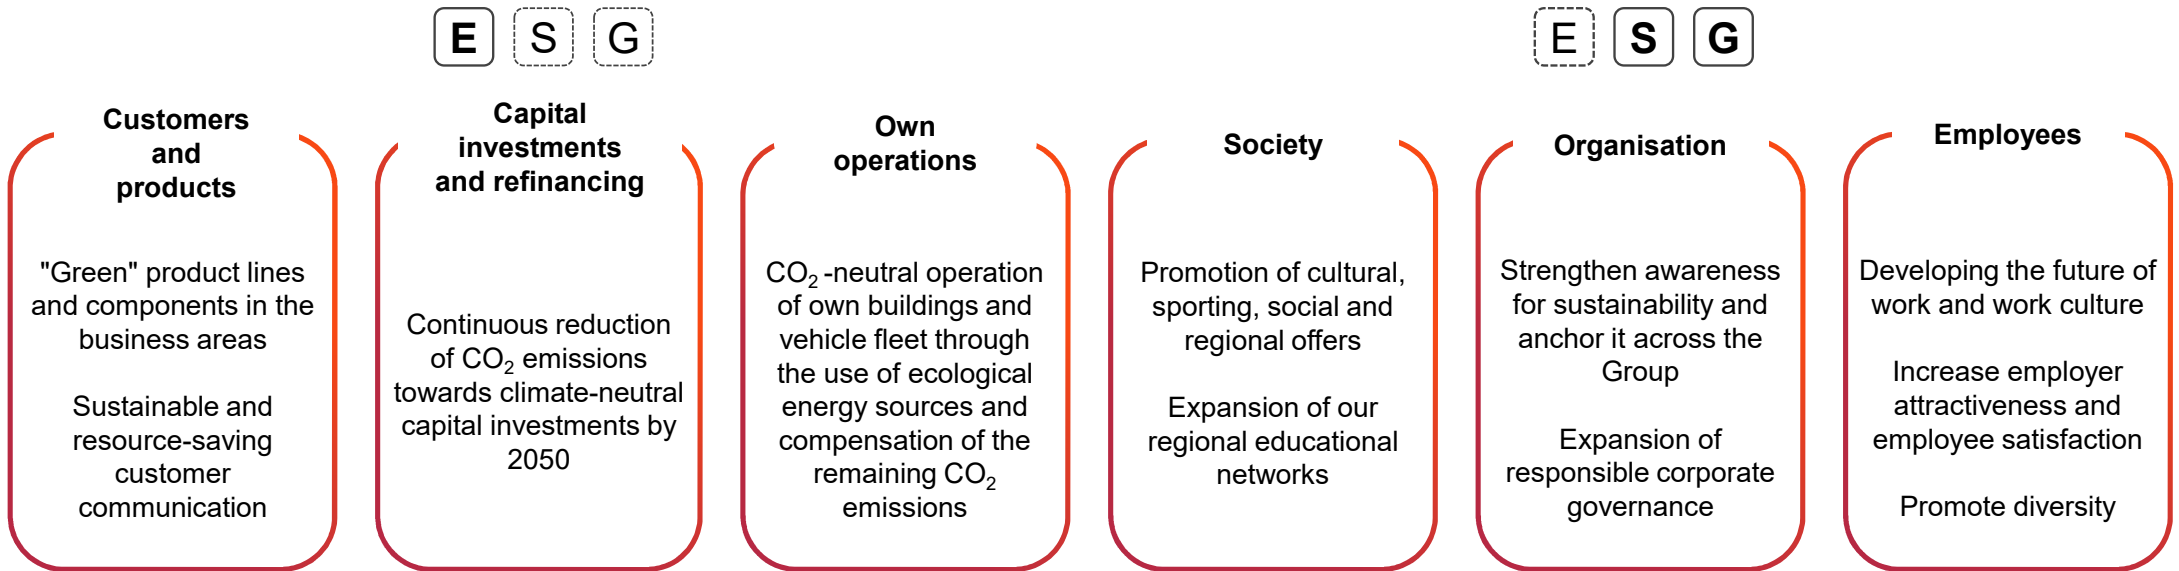 E S G
E S G
Customers
and
products
"Green" product lines
and components in the
business areas
Sustainable and
resource-saving
customer
communication
Capital
investments
and refinancing
Continuous reduction
of CO₂ emissions
towards climate-neutral
capital investments by
2050
Own
operations
CO₂ -neutral operation
of own buildings and
vehicle fleet through
the use of ecological
energy sources and
compensation of the
remaining CO₂
emissions
Society
Promotion of cultural,
sporting, social and
regional offers
Expansion of our
regional educational
networks
Organisation
Strengthen awareness
for sustainability and
anchor it across the
Group
Expansion of
responsible corporate
governance
Employees
Developing the future of
work and work culture
Increase employer
attractiveness and
employee satisfaction
Promote diversity